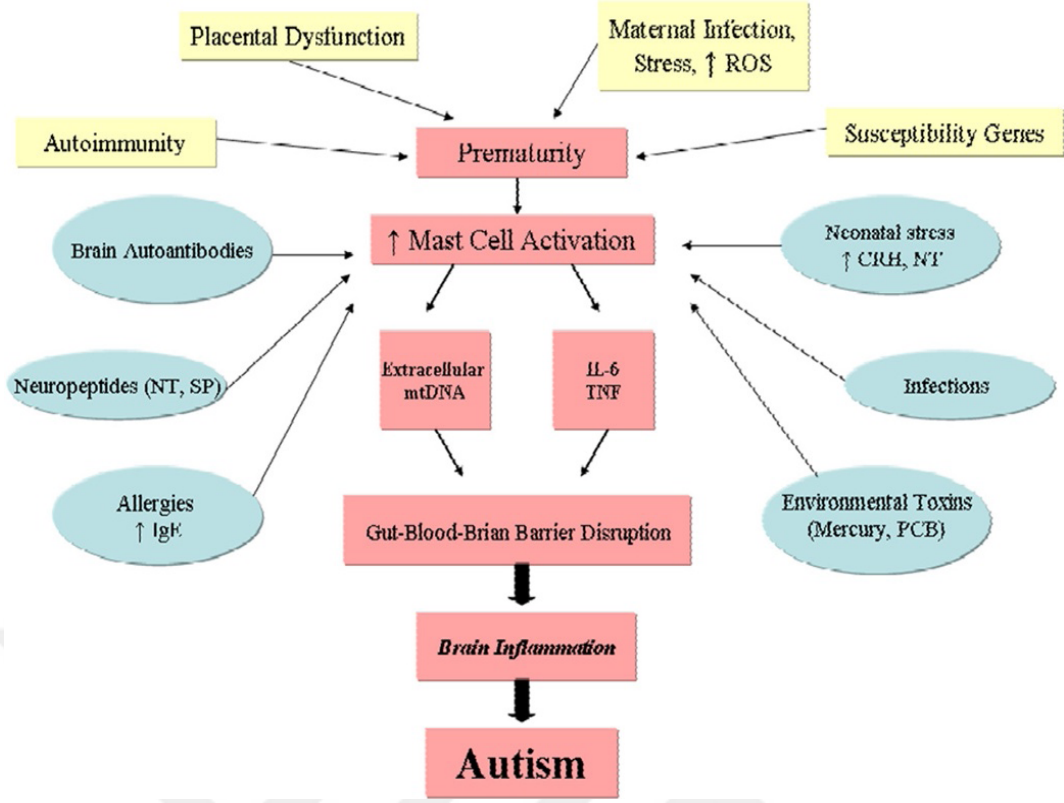 Placental Dysfunction
Maternal Infection,
Stress, ↑ ROS
Autoimmunity
Prematurity
Susceptibility Genes
Brain Autoantibodies
↑ Mast Cell Activation
Neonatal stress
↑ CRH, NT
Neuropeptides (NT, SP)
Extracellular
mtDNA
IL-6
TNF
Infections
Allergies
↑ IgE
Gut-Blood-Brian Barrier Disruption
Environmental Toxins
(Mercury, PCB)
Brain Inflammation
Autism